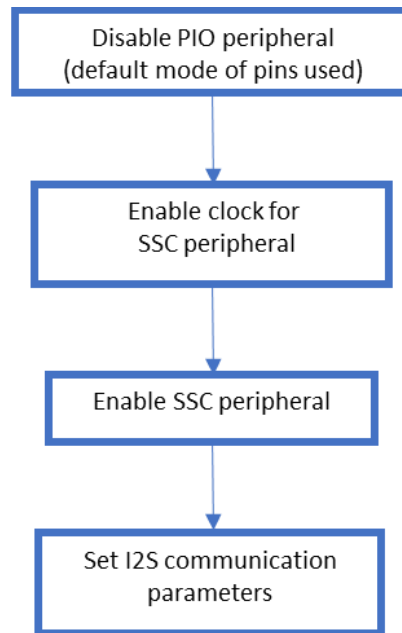 Disable PIO peripheral
(default mode of pins used)
Enable clock for
SSC peripheral
Enable SSC peripheral
Set I2S communication
parameters